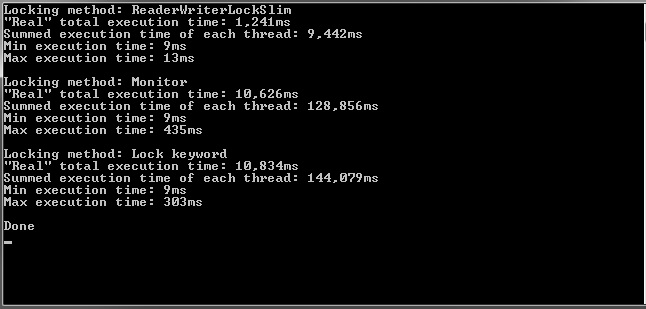 Locking method: ReaderWriterLockSlim
"Real" total execution time: 1,241ms
Summed execution time of each thread: 9,442ms
Min execution time: 9ms
Max execution time: 13ms
Locking method: Monitor
"Real" total execution time: 10,626ms
Summed execution time of each thread: 128,856ms
Min execution time: 9ms
Max execution time: 435ms
Locking method: Lock keyword
"Real" total execution time: 10,834ms
Summed execution time of each thread: 144,079ms
Min execution time: 9ms
Max execution time: 303ms
Done